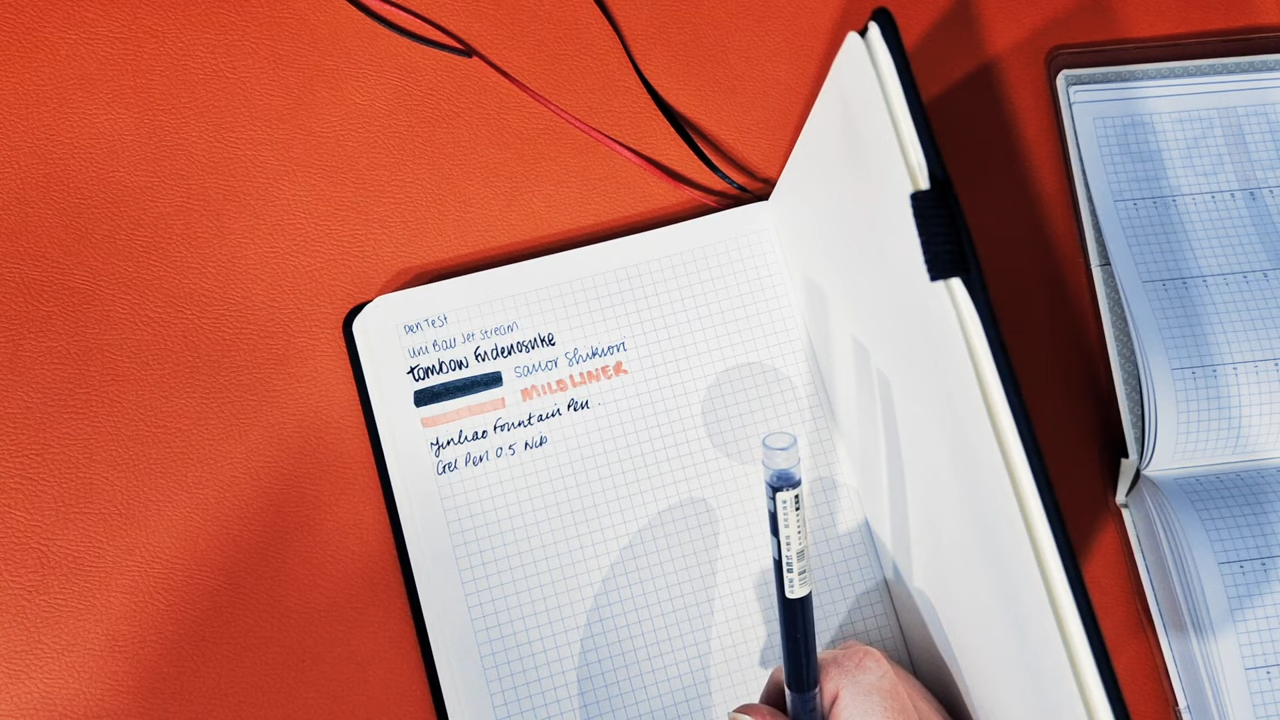 Pen Test
Uni Ball Jet Stream
tombow Fudenosuke
Sailor Shikiori
MILDLINER
Jinhao Fountain Pen
Gel Pen 0.5 Nib